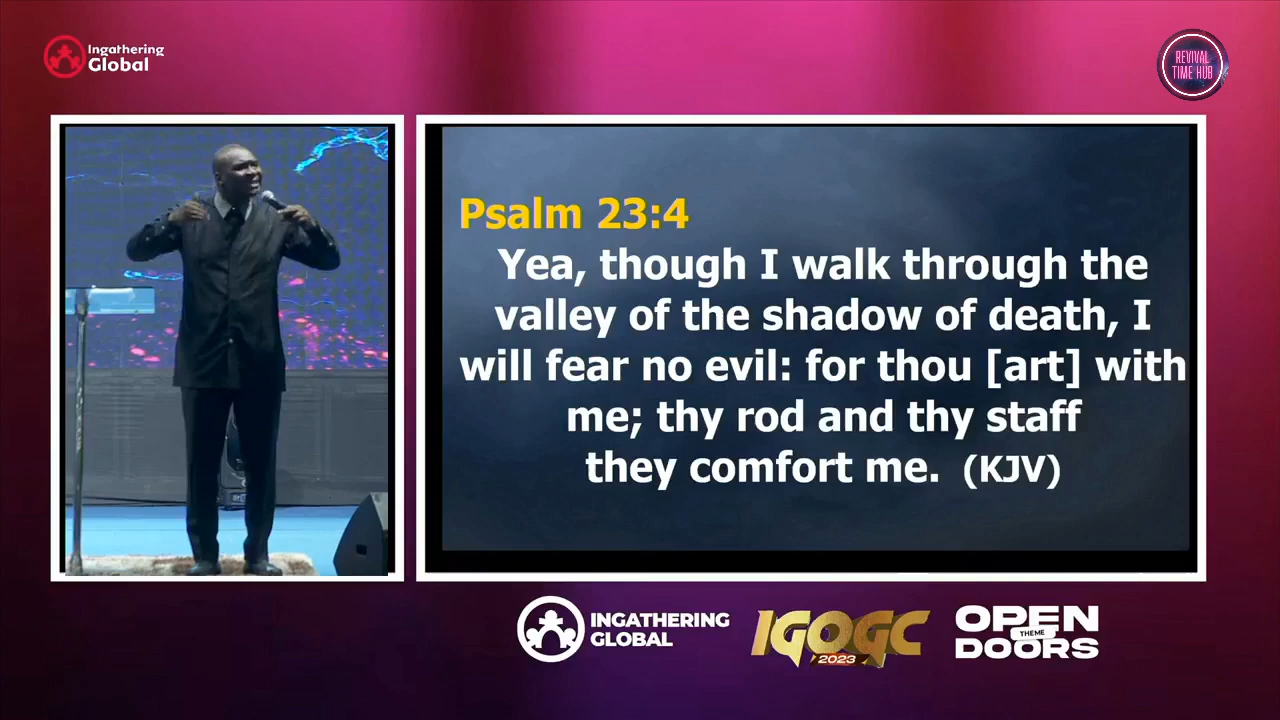 Ingathering
Global
REVIVAL
TIME HUB
Psalm 23:4
Yea, though I walk through the
valley of the shadow of death, I
will fear no evil: for thou [art] with
me; thy rod and thy staff
they comfort me. (KJV)
INGATHERING
GLOBAL
IGOGC
2023
OPEN
THEME
DOORS